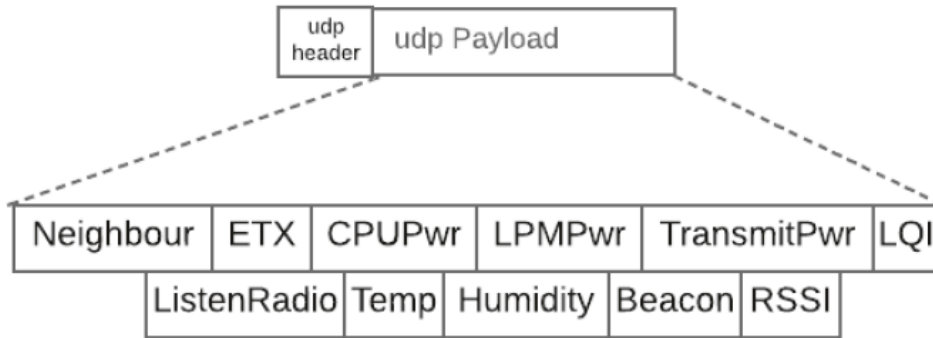 udp
header
udp Payload
Neighbour ETX CPUPwr LPMPwr TransmitPwr LQI
ListenRadio Temp Humidity Beacon RSSI